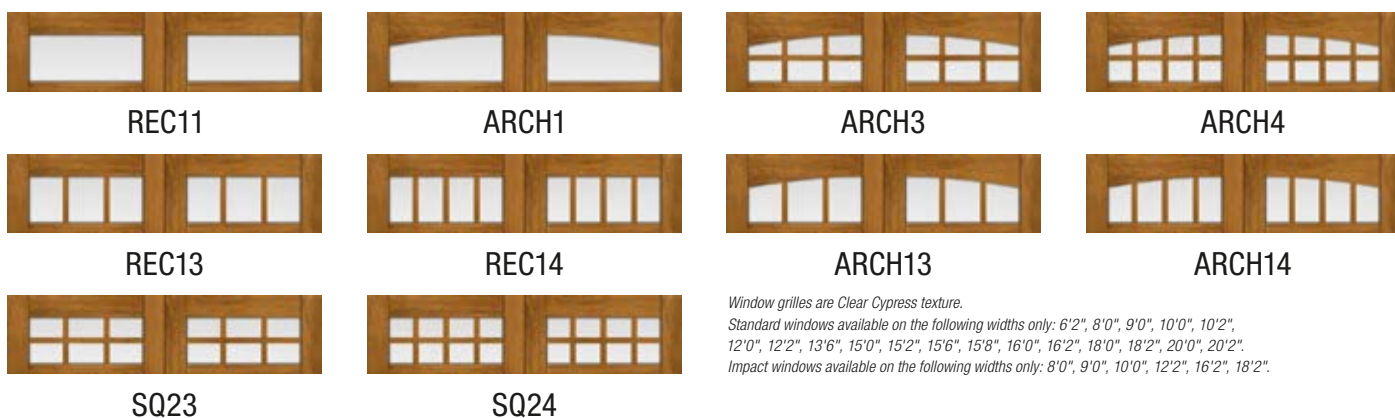 REC11
ARCH1
ARCH3
ARCH4
REC13
REC14
ARCH13
ARCH14
SQ23
SQ24
Window grilles are Clear Cypress texture.
Standard windows available on the following widths only: 6'2", 8'0", 9'0", 10'0", 10'2",
12'0", 12'2", 13'6", 15'0", 15'2", 15'6", 15'8", 16'0", 16'2", 18'0", 18'2", 20'0", 20'2".
Impact windows available on the following widths only: 8'0", 9'0", 10'0", 12'2", 16'2", 18'2".